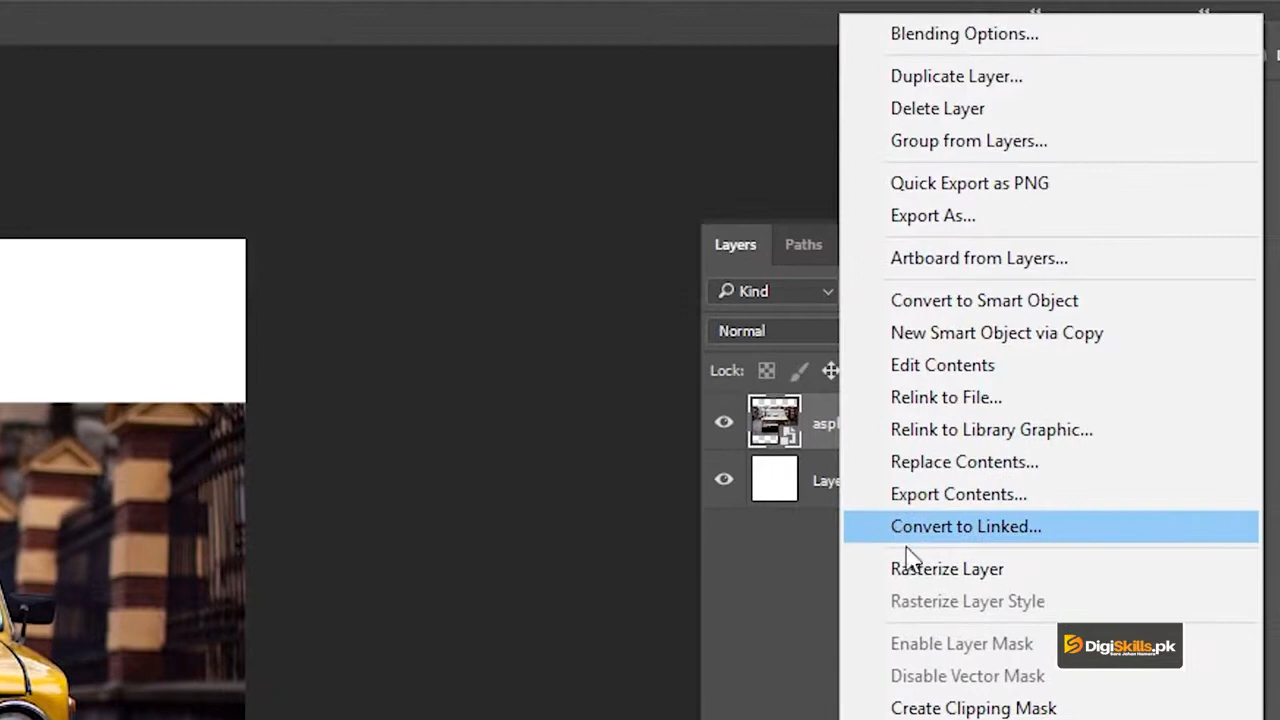 Blending Options...
Duplicate Layer...
Delete Layer
Group from Layers...
Quick Export as PNG
Export As...
Artboard from Layers...
Convert to Smart Object
New Smart Object via Copy
Edit Contents
Relink to File...
Relink to Library Graphic...
Replace Contents...
Export Contents...
Convert to Linked...
Rasterize Layer
Rasterize Layer Style
Enable Layer Mask
Disable Vector Mask
Create Clipping Mask
Layers Paths
Kind
Normal
Lock:
DigiSkills.pk